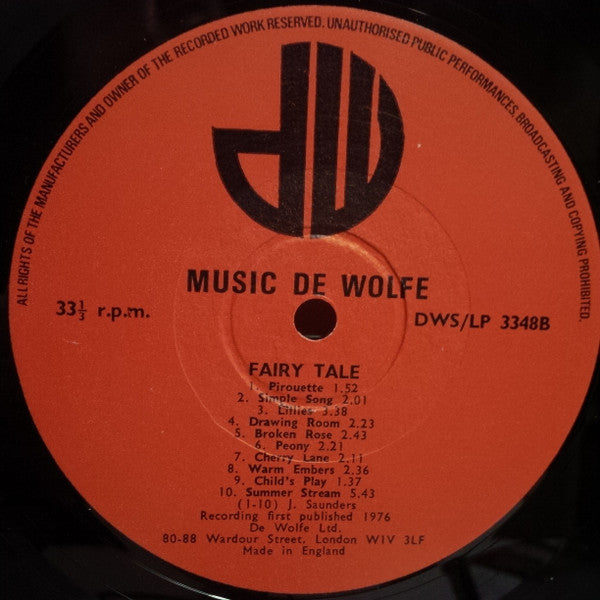 ALL RIGHTS OF THE MANUFACTURERS AND OWNER OF THE RECORDED WORK RESERVED. UNAUTHORISED PUBLIC PERFORMANCES, BROADCASTING AND COPYING PROHIBITED.
dW
MUSIC DE WOLFE
33⅓ r.p.m.
DWS/LP 3348B
FAIRY TALE
1. Pirouette 1.52
2. Simple Song 2.01
3. Lillies 3.38
4. Drawing Room 2.23
5. Broken Rose 2.43
6. Peony 2.21
7. Cherry Lane 2.11
8. Warm Embers 2.36
9. Child's Play 1.37
10. Summer Stream 5.43
(1-10) J. Saunders
Recording first published 1976
De Wolfe Ltd.
80-88 Wardour Street, London W1V 3LF
Made in England